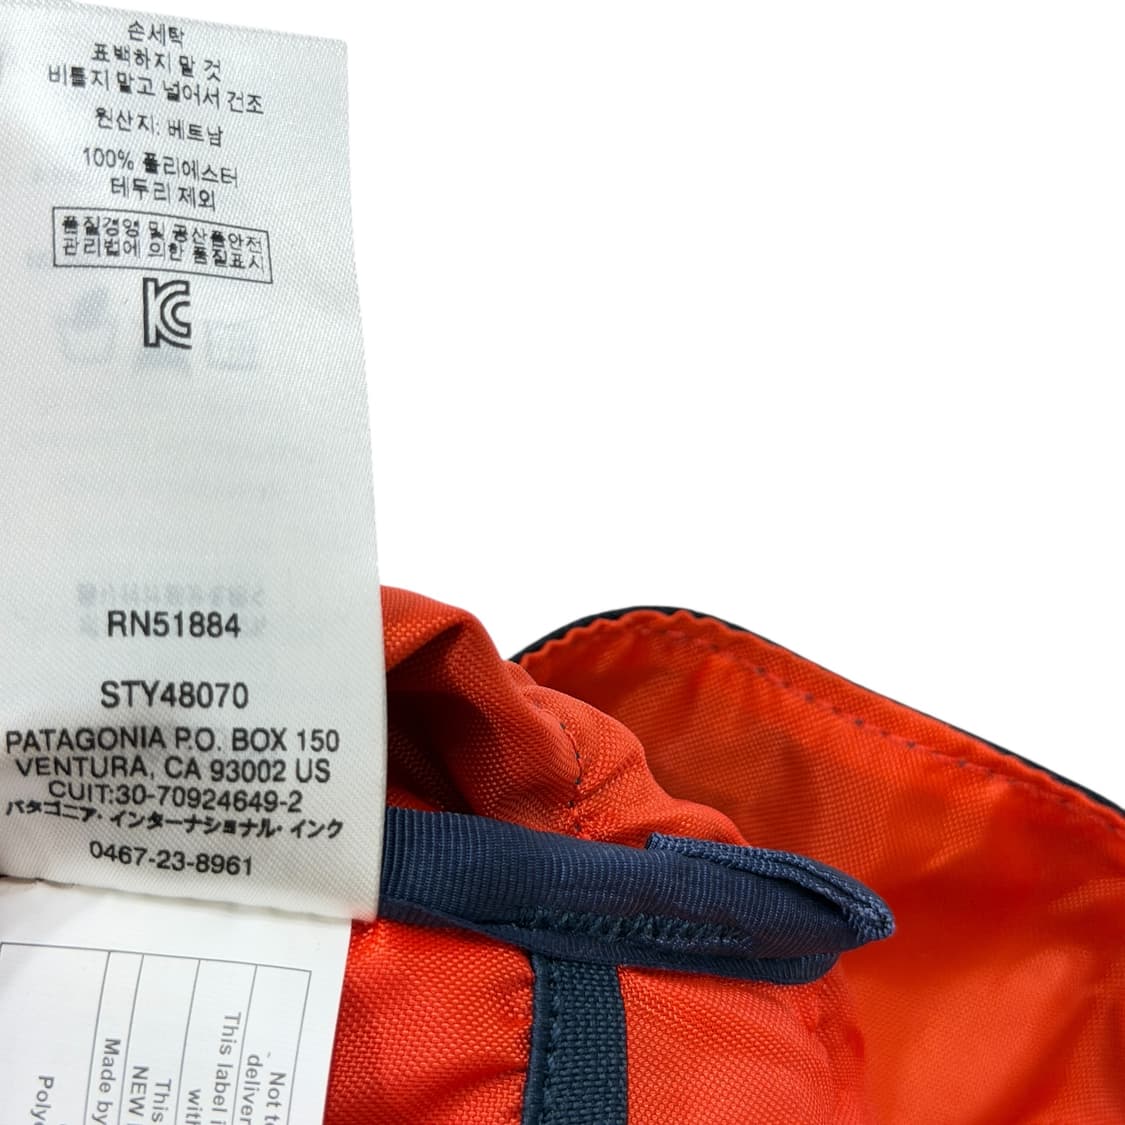 손세탁
표백하지 말 것
비틀지 말고 널어서 건조
원산지: 베트남
100% 폴리에스터
테두리 제외
품질경영 및 공산품안전
관리법에 의한 품질표시
RN51884
STY48070
PATAGONIA P.O. BOX 150
VENTURA, CA 93002 US
CUIT:30-70924649-2
パタゴニア・インターナショナル・インク
0467-23-8961
Not to
deliver
This label i
with
This
NEW
Made by